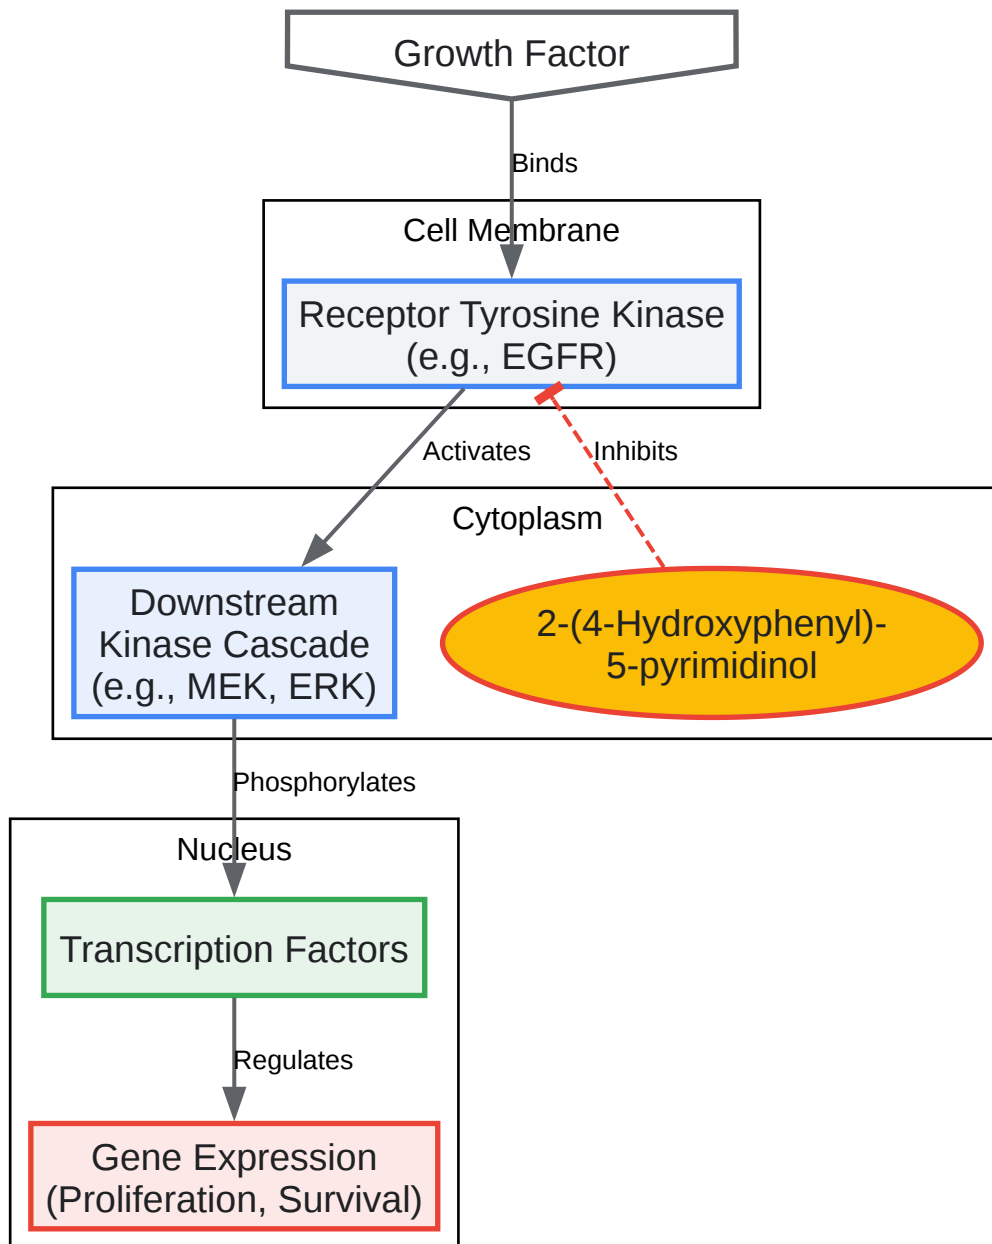 Growth Factor
Binds
Cell Membrane
Receptor Tyrosine Kinase
(e.g., EGFR)
Activates
Inhibits
Cytoplasm
Downstream
Kinase Cascade
(e.g., MEK, ERK)
2-(4-Hydroxyphenyl)-
5-pyrimidinol
Phosphorylates
Nucleus
Transcription Factors
Regulates
Gene Expression
(Proliferation, Survival)